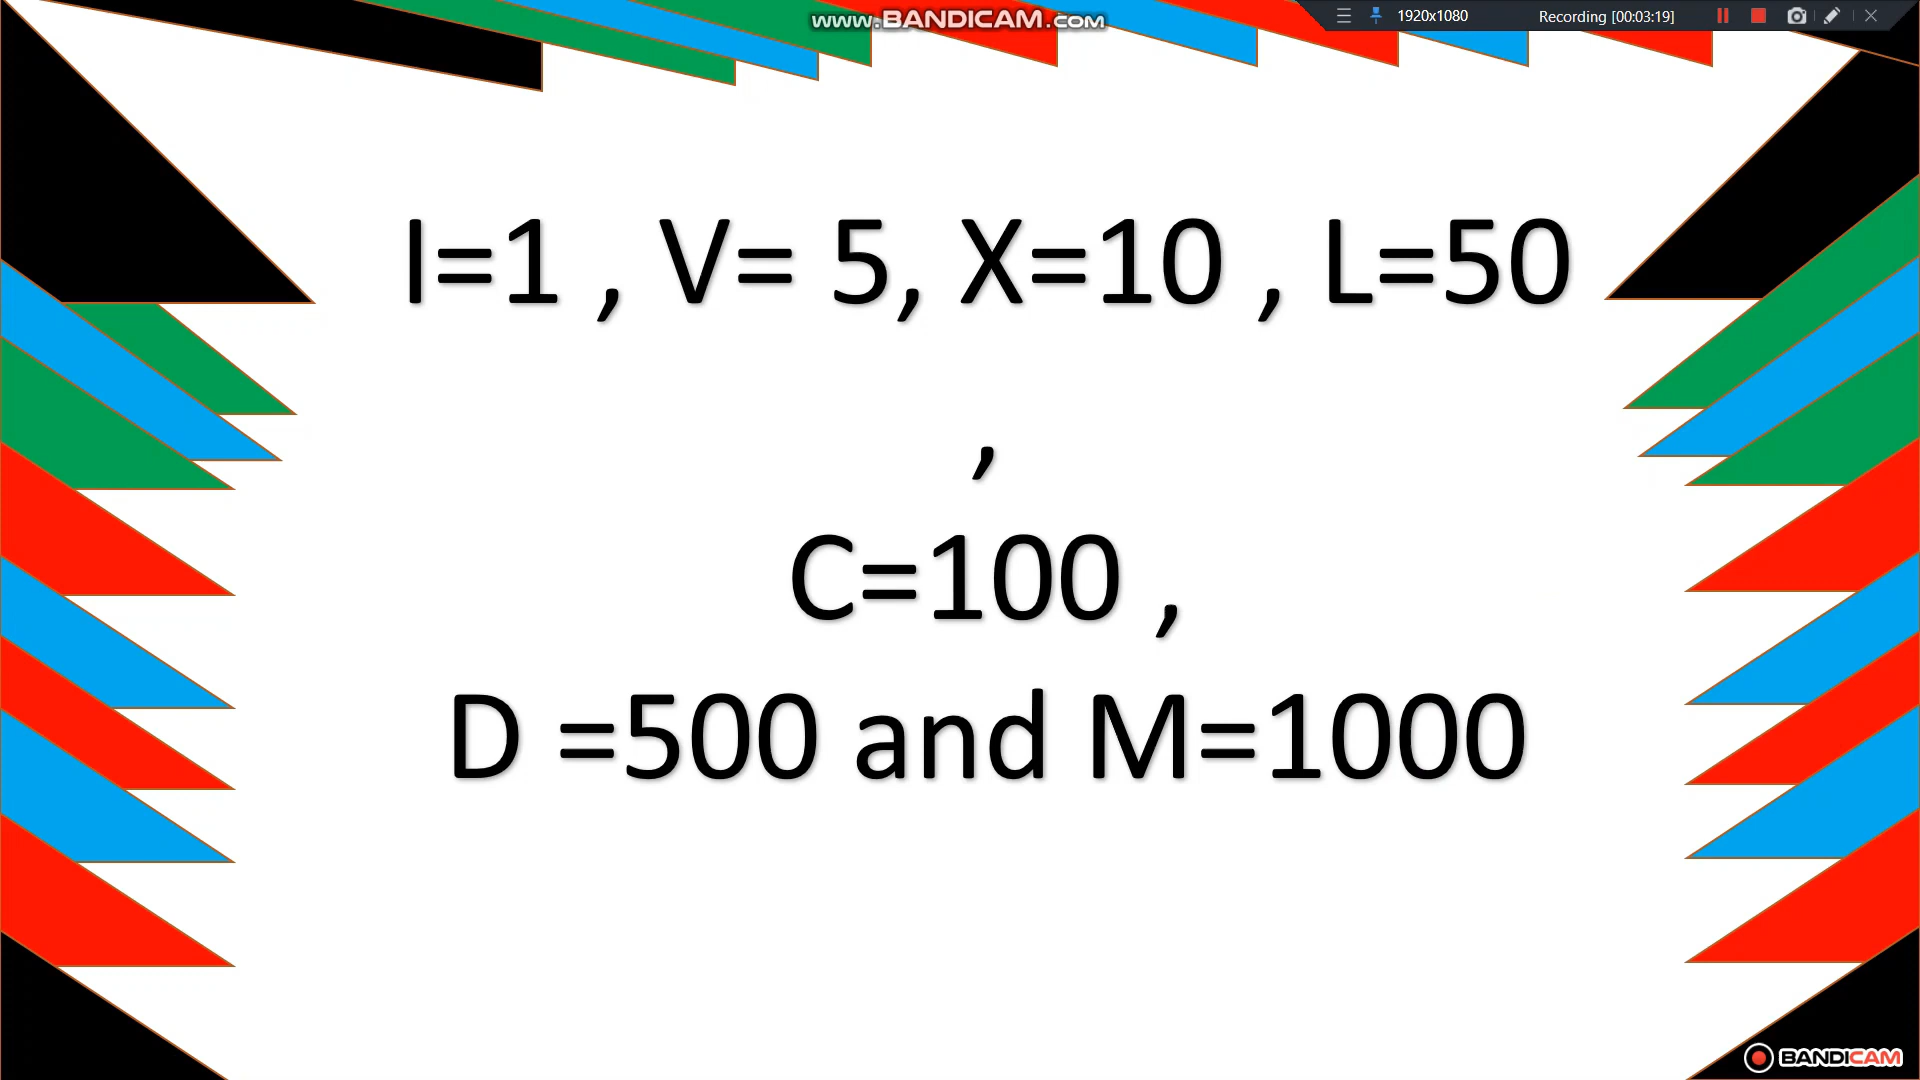 www.BANDICAM.com
1920x1080 Recording [00:03:19]
I=1 , V= 5, X=10 , L=50
,
C=100 ,
D =500 and M=1000
BANDICAM